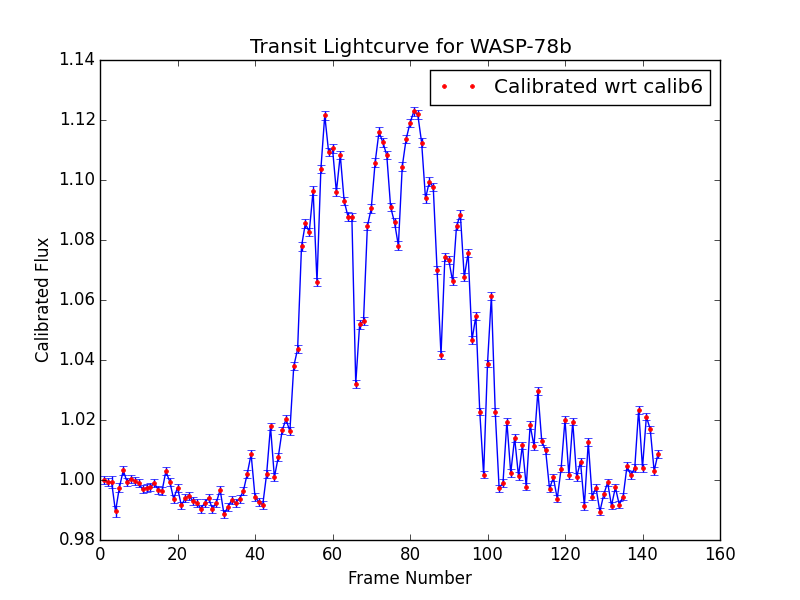 Transit Lightcurve for WASP-78b
Calibrated wrt calib6
Calibrated Flux
1.14
1.12
1.10
1.08
1.06
1.04
1.02
1.00
0.98
0 20 40 60 80 100 120 140 160
Frame Number